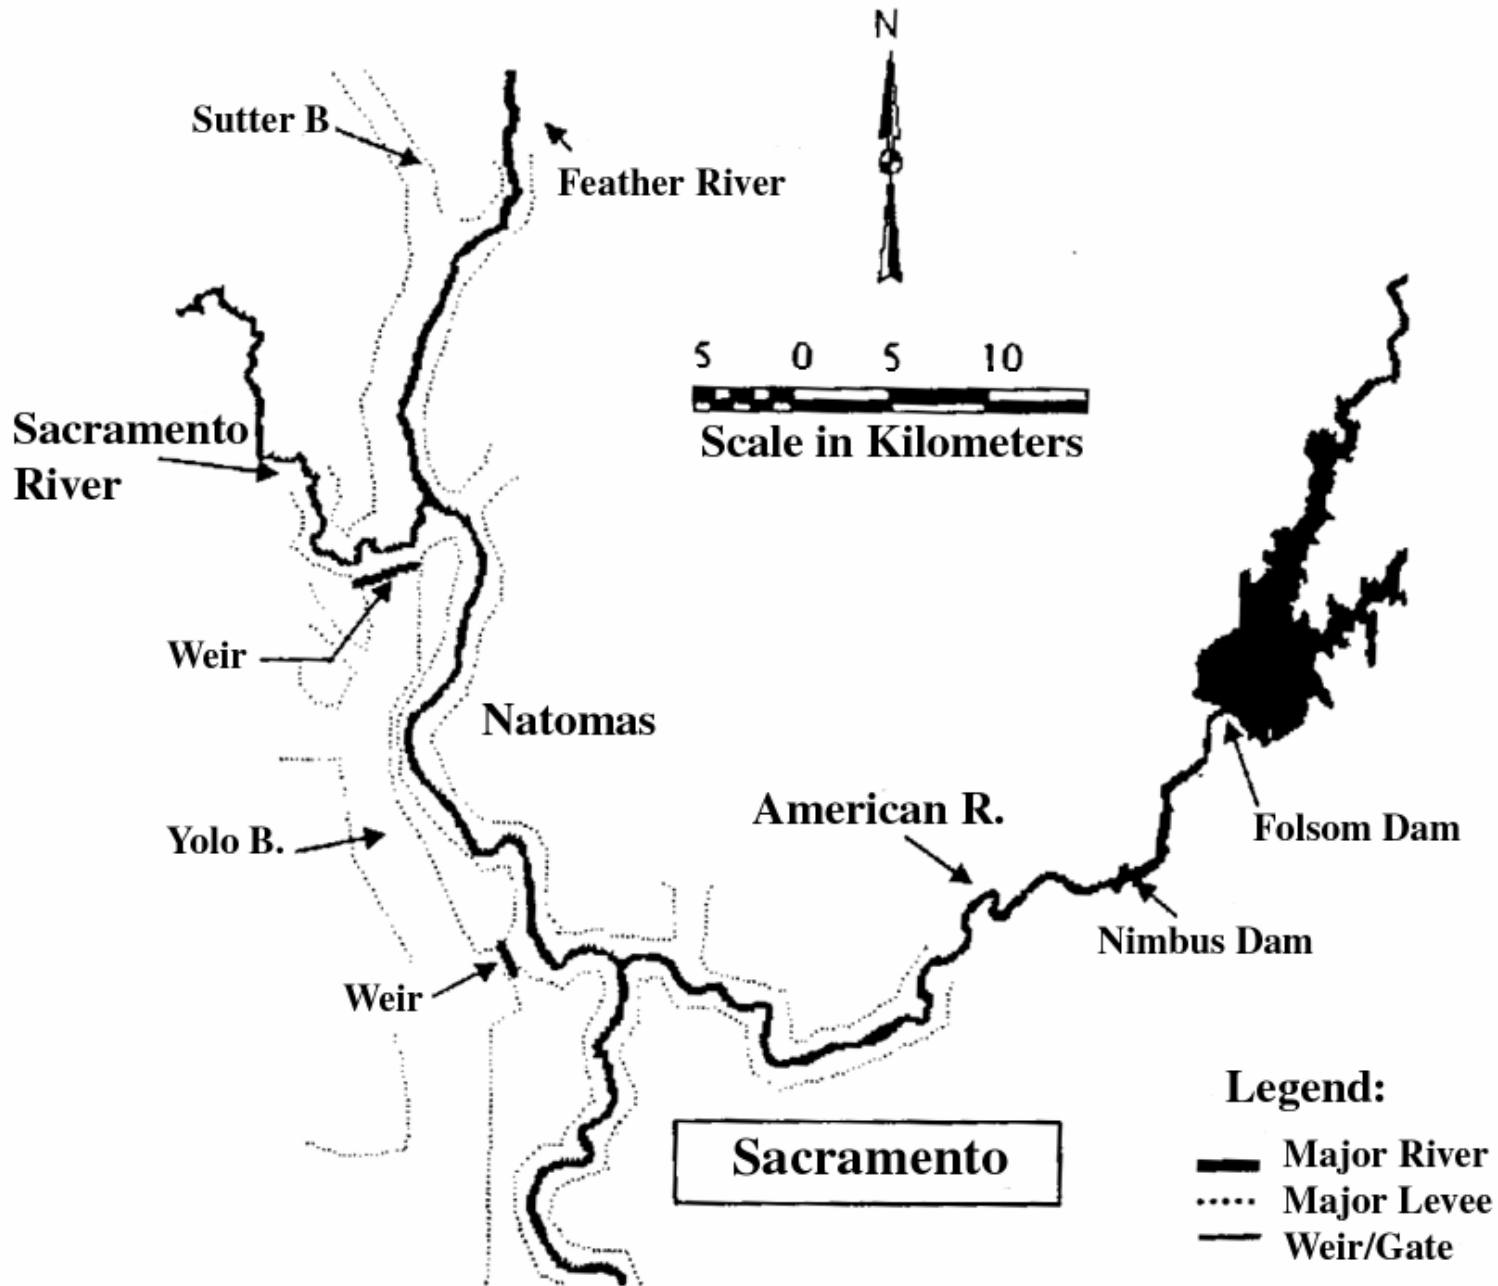 N
Sutter B
Feather River
5 0 5 10
Scale in Kilometers
Sacramento
River
Weir
Natomas
American R.
Yolo B.
Folsom Dam
Nimbus Dam
Weir
Legend:
Sacramento
Major River
Major Levee
Weir/Gate